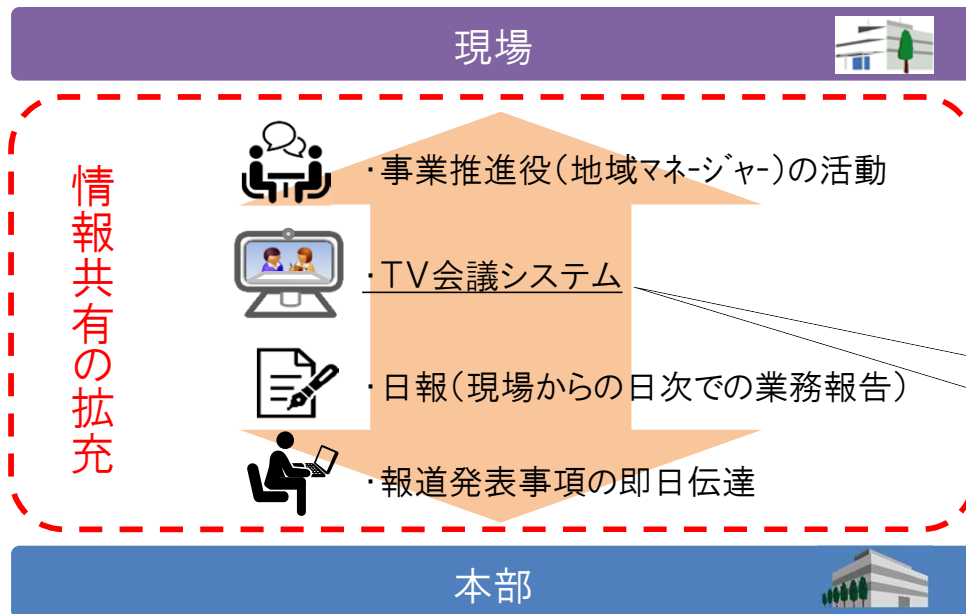 現場
情報共有の拡充
・事業推進役（地域ﾏﾈｰｼﾞｬｰ）の活動
・TV会議システム
・日報（現場からの日次での業務報告）
・報道発表事項の即日伝達
本部